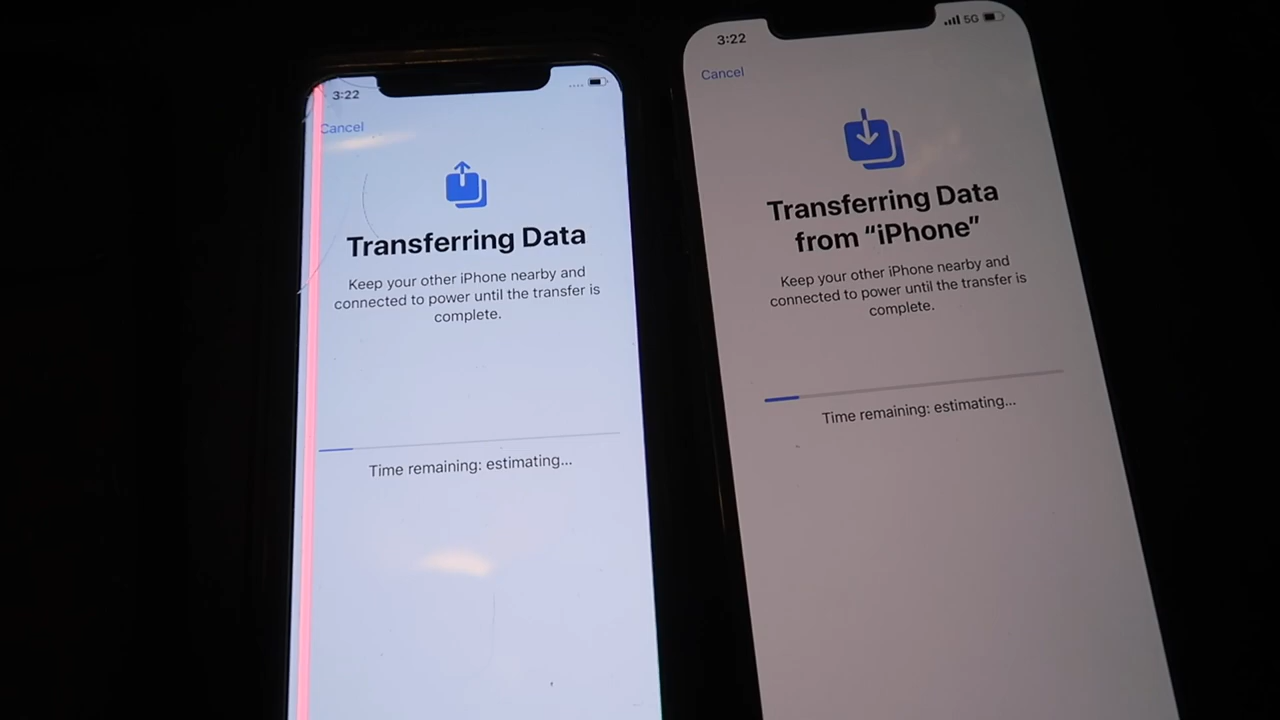 3:22
Cancel
Transferring Data
Keep your other iPhone nearby and
connected to power until the transfer is
complete.
Time remaining: estimating...
3:22
5G
Cancel
Transferring Data
from “iPhone”
Keep your other iPhone nearby and
connected to power until the transfer is
complete.
Time remaining: estimating...